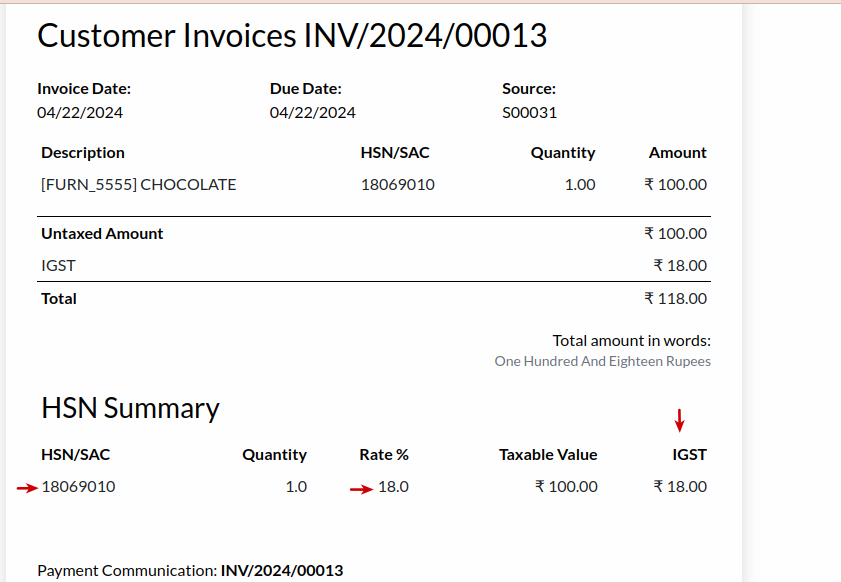 Customer Invoices INV/2024/00013
Invoice Date: Due Date: Source:
04/22/2024 04/22/2024 S00031
Description HSN/SAC Quantity Amount
[FURN_5555] CHOCOLATE 18069010 1.00 ₹ 100.00
Untaxed Amount ₹ 100.00
IGST ₹ 18.00
Total ₹ 118.00
Total amount in words:
One Hundred And Eighteen Rupees
HSN Summary
HSN/SAC Quantity Rate % Taxable Value IGST
18069010 1.0 18.0 ₹ 100.00 ₹ 18.00
Payment Communication: INV/2024/00013